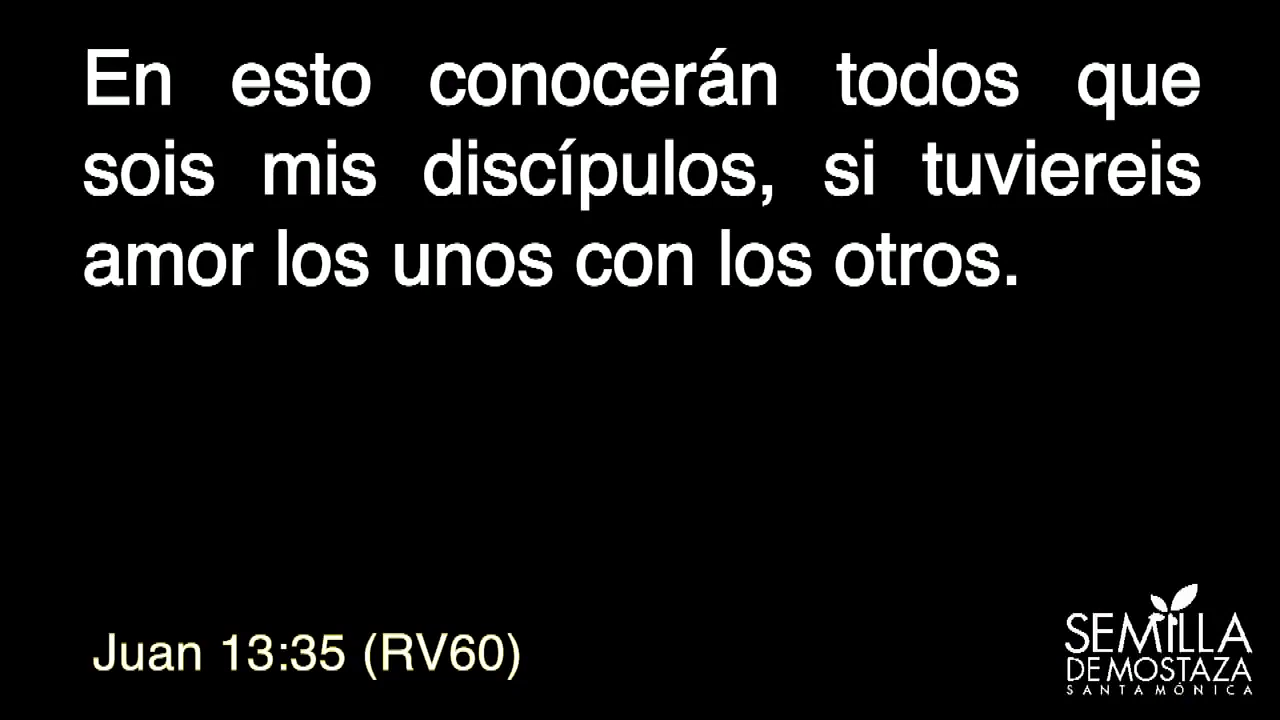 En esto conocerán todos que
sois mis discípulos, si tuviereis
amor los unos con los otros.
Juan 13:35 (RV60)
SEMILLA
DE MOSTAZA
SANTA MÓNICA